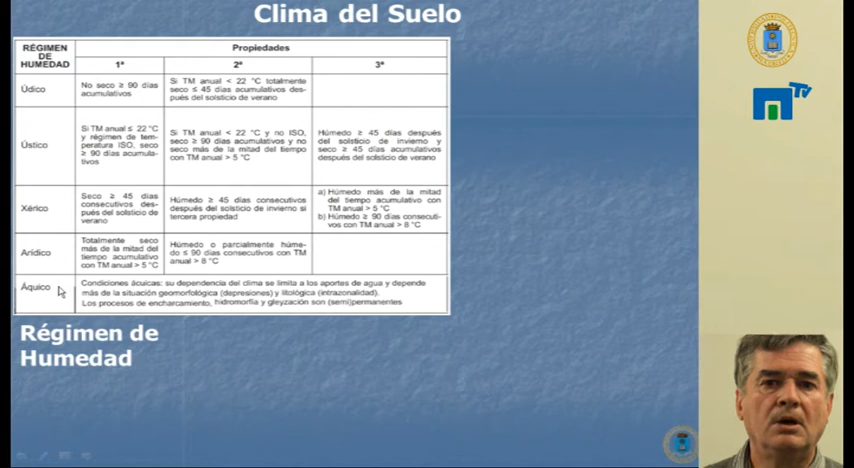 Clima del Suelo
RÉGIMEN
DE
HUMEDAD
Propiedades
1ª
2ª
3ª
Údico
No seco ≥ 90 días
acumulativos
Si TM anual < 22 °C totalmente
seco ≤ 45 días acumulativos des-
pués del solsticio de verano
Ústico
Si TM anual ≤ 22 °C
y régimen de tem-
peratura ISO, seco
≥ 90 días acumula-
tivos
Si TM anual < 22 °C y no ISO,
seco ≥ 90 días acumulativos y no
seco más de la mitad del tiempo
con TM anual > 5 °C
Húmedo ≥ 45 días después
del solsticio de invierno y
seco ≥ 45 días acumulativos
después del solsticio de verano
Xérico
Seco ≥ 45 días
consecutivos des-
pués del solsticio de
verano
Húmedo ≥ 45 días consecutivos
después del solsticio de invierno si
tercera propiedad
a) Húmedo más de la mitad
del tiempo acumulativo con
TM anual > 5 °C
b) Húmedo ≥ 90 días consecuti-
vos con TM anual > 8 °C
Arídico
Totalmente seco
más de la mitad del
tiempo acumulativo
con TM anual > 5 °C
Húmedo o parcialmente húme-
do ≤ 90 días consecutivos con TM
anual > 8 °C
Áquico
Condiciones ácuicas: su dependencia del clima se limita a los aportes de agua y depende
más de la situación geomorfológica (depresiones) y litológica (intrazonalidad).
Los procesos de encharcamiento, hidromorfía y gleyzación son (semi)permanentes
Régimen de
Humedad
TV